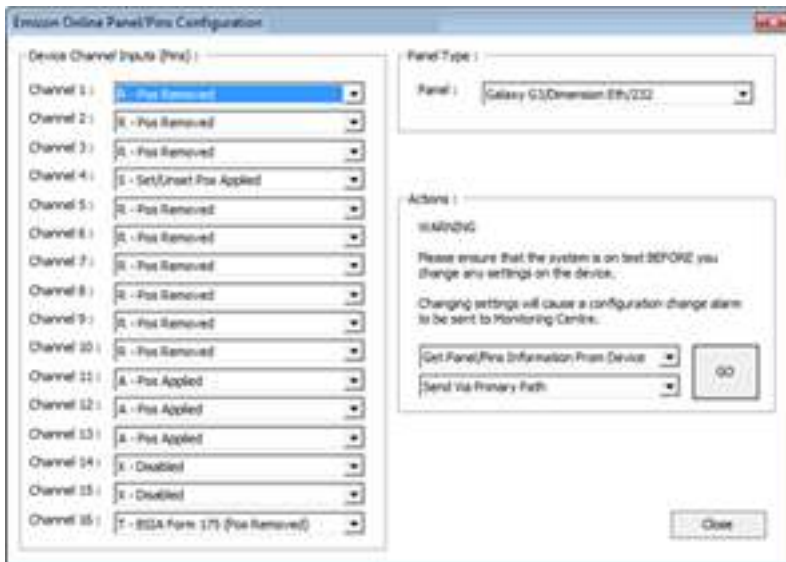 Emizon Online Panel/Pins Configuration
Device Channel Inputs (Pins) :
Channel 1 : R - Pos Removed
Channel 2 : R - Pos Removed
Channel 3 : R - Pos Removed
Channel 4 : S - Set/Unset Pos Applied
Channel 5 : R - Pos Removed
Channel 6 : R - Pos Removed
Channel 7 : R - Pos Removed
Channel 8 : R - Pos Removed
Channel 9 : R - Pos Removed
Channel 10 : R - Pos Removed
Channel 11 : A - Pos Applied
Channel 12 : A - Pos Applied
Channel 13 : A - Pos Applied
Channel 14 : X - Disabled
Channel 15 : X - Disabled
Channel 16 : T - BSIA Form 175 (Pos Removed)
Panel Type :
Panel : Galaxy G3/Dimension Eth/232
Actions :
WARNING
Please ensure that the system is on test BEFORE you
change any settings on the device.
Changing settings will cause a configuration change alarm
to be sent to Monitoring Centre.
Get Panel/Pins Information From Device
GO
Send Via Primary Path
Close